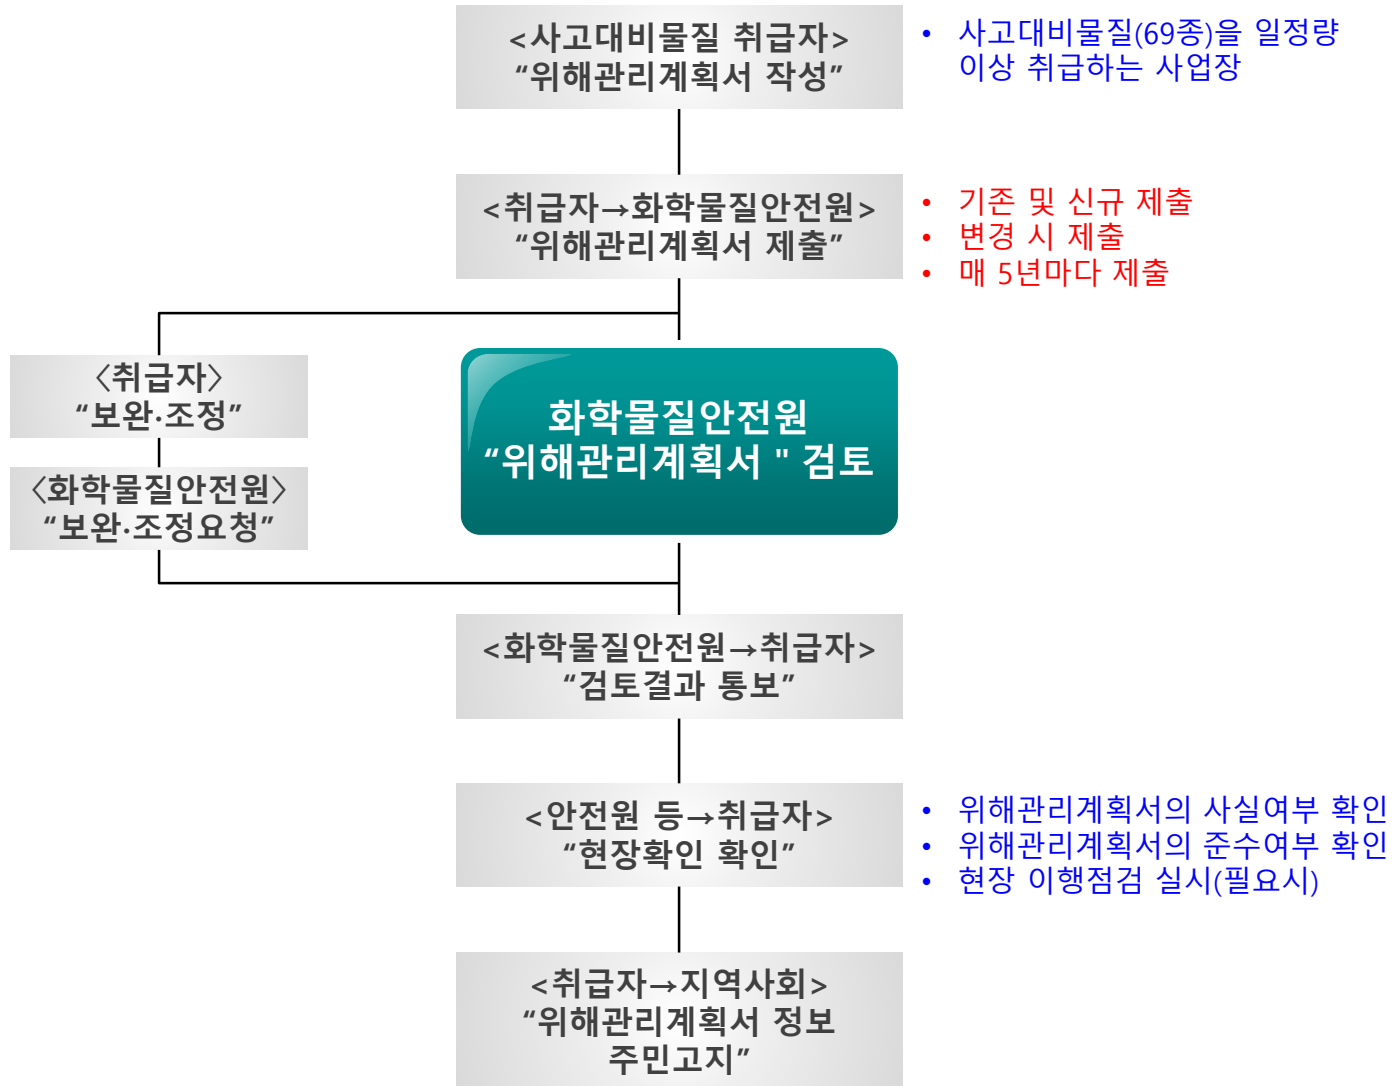 <사고대비물질 취급자>
“위해관리계획서 작성”
• 사고대비물질(69종)을 일정량
이상 취급하는 사업장
<취급자→화학물질안전원>
“위해관리계획서 제출”
• 기존 및 신규 제출
• 변경 시 제출
• 매 5년마다 제출
〈취급자〉
“보완·조정”
〈화학물질안전원〉
“보완·조정요청”
화학물질안전원
“위해관리계획서 " 검토
<화학물질안전원→취급자>
“검토결과 통보”
<안전원 등→취급자>
“현장확인 확인”
• 위해관리계획서의 사실여부 확인
• 위해관리계획서의 준수여부 확인
• 현장 이행점검 실시(필요시)
<취급자→지역사회>
“위해관리계획서 정보
주민고지”